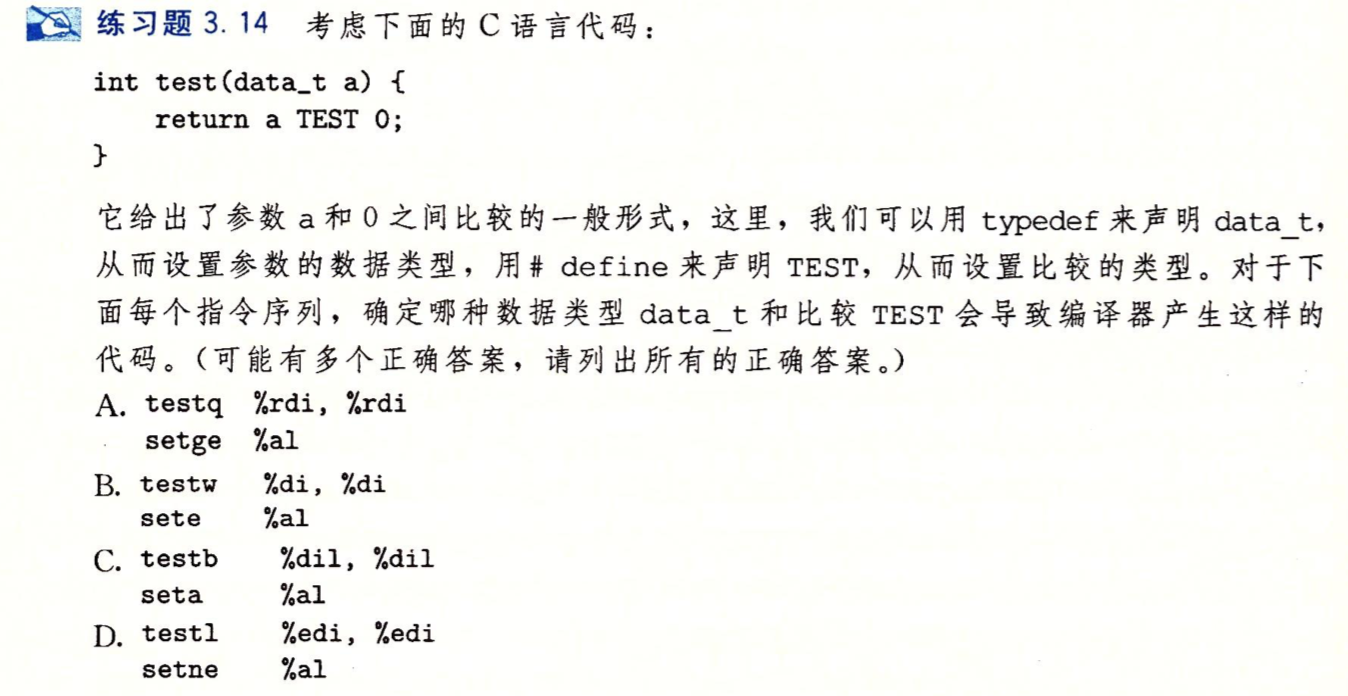 练习题 3.14 考虑下面的 C 语言代码：
int test(data_t a) {
    return a TEST 0;
}
它给出了参数 a 和 0 之间比较的一般形式，这里，我们可以用 typedef 来声明 data_t，
从而设置参数的数据类型，用# define 来声明 TEST，从而设置比较的类型。对于下
面每个指令序列，确定哪种数据类型 data_t 和比较 TEST 会导致编译器产生这样的
代码。（可能有多个正确答案，请列出所有的正确答案。）
A. testq %rdi, %rdi
setge %al
B. testw %di, %di
sete %al
C. testb %dil, %dil
seta %al
D. testl %edi, %edi
setne %al